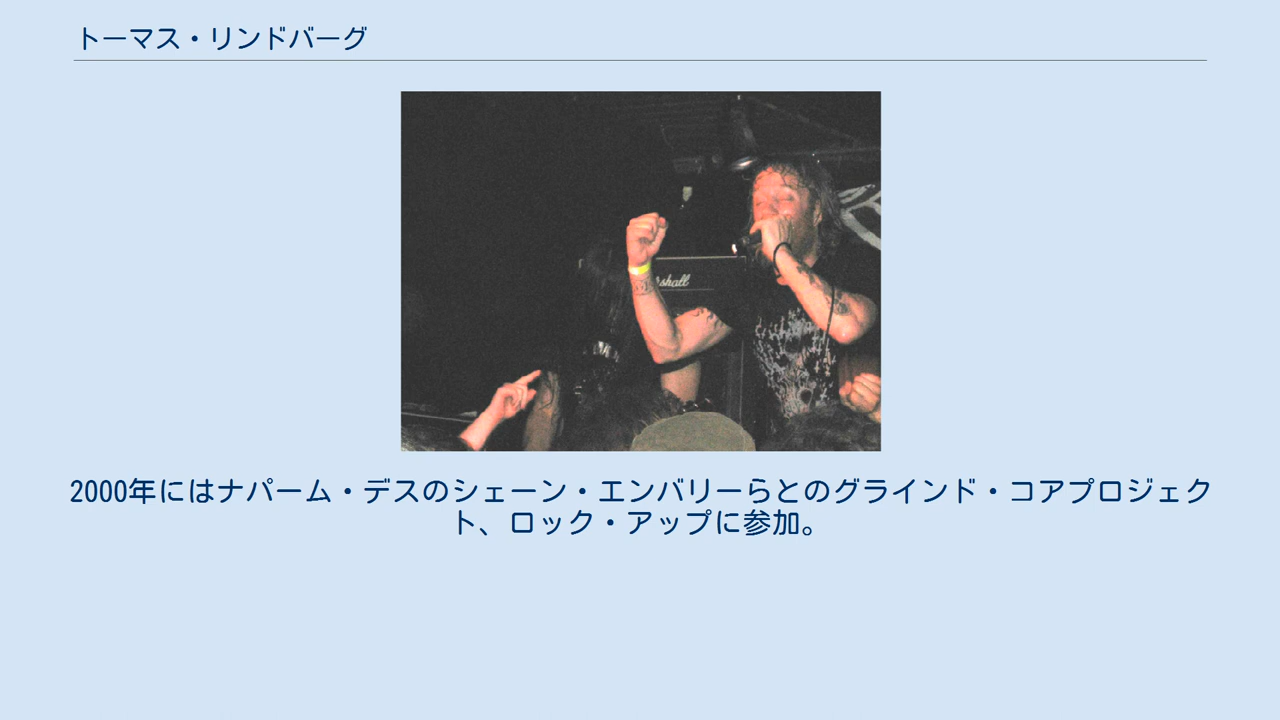 トーマス・リンドバーグ
shall
2000年にはナパーム・デスのシェーン・エンバリーらとのグラインド・コアプロジェク
ト、ロック・アップに参加。